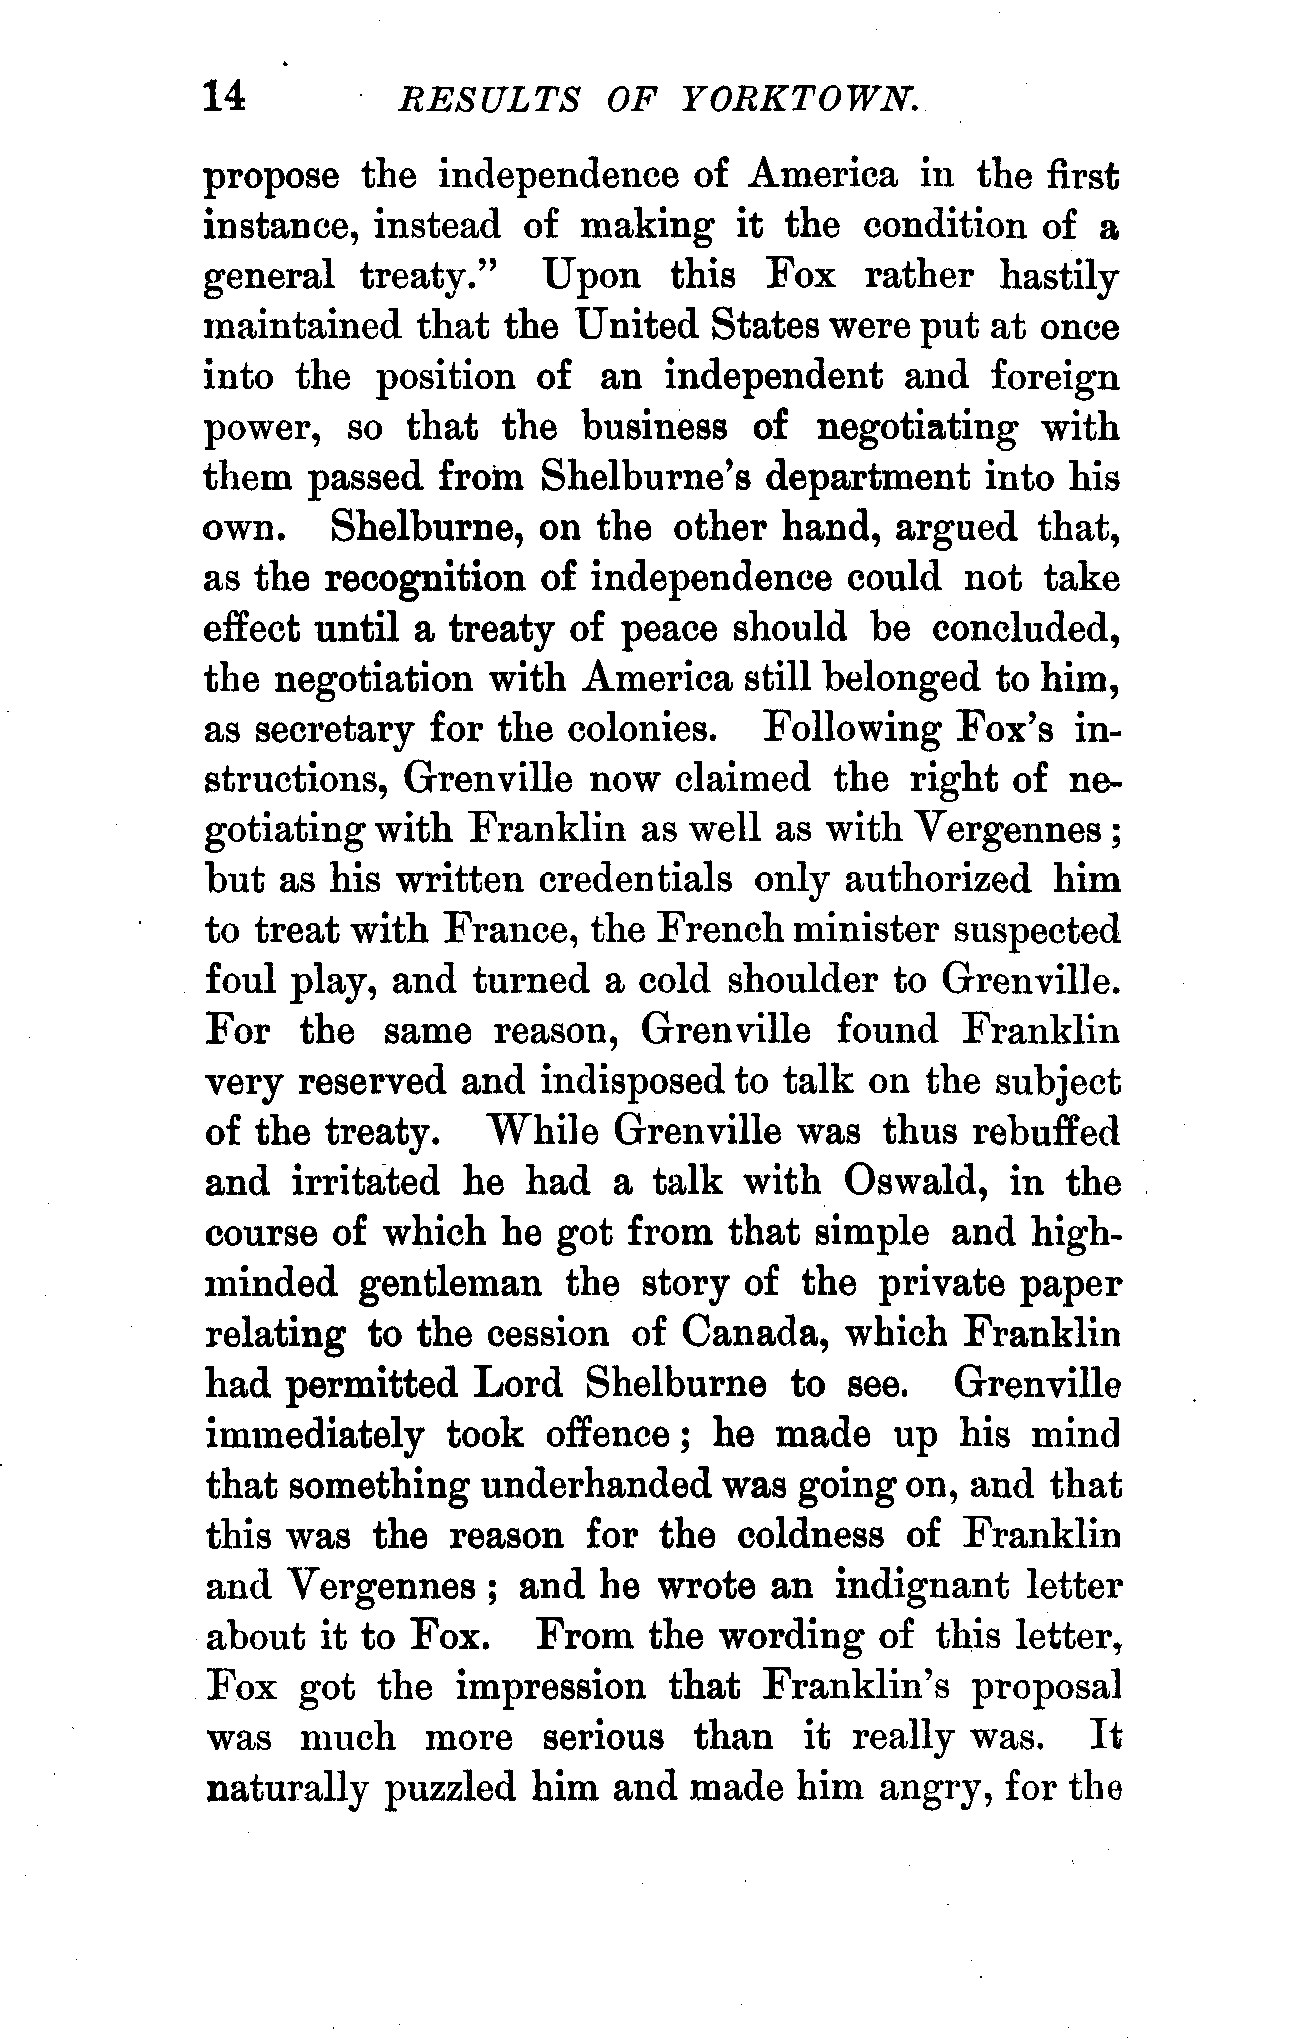 14 RESULTS OF YORKTOWN.
propose the independence of America in the first
instance, instead of making it the condition of a
general treaty.” Upon this Fox rather hastily
maintained that the United States were put at once
into the position of an independent and foreign
power, so that the business of negotiating with
them passed from Shelburne’s department into his
own. Shelburne, on the other hand, argued that,
as the recognition of independence could not take
effect until a treaty of peace should be concluded,
the negotiation with America still belonged to him,
as secretary for the colonies. Following Fox’s in-
structions, Grenville now claimed the right of ne-
gotiating with Franklin as well as with Vergennes ;
but as his written credentials only authorized him
to treat with France, the French minister suspected
foul play, and turned a cold shoulder to Grenville.
For the same reason, Grenville found Franklin
very reserved and indisposed to talk on the subject
of the treaty. While Grenville was thus rebuffed
and irritated he had a talk with Oswald, in the
course of which he got from that simple and high-
minded gentleman the story of the private paper
relating to the cession of Canada, which Franklin
had permitted Lord Shelburne to see. Grenville
immediately took offence ; he made up his mind
that something underhanded was going on, and that
this was the reason for the coldness of Franklin
and Vergennes ; and he wrote an indignant letter
about it to Fox. From the wording of this letter,
Fox got the impression that Franklin’s proposal
was much more serious than it really was. It
naturally puzzled him and made him angry, for the